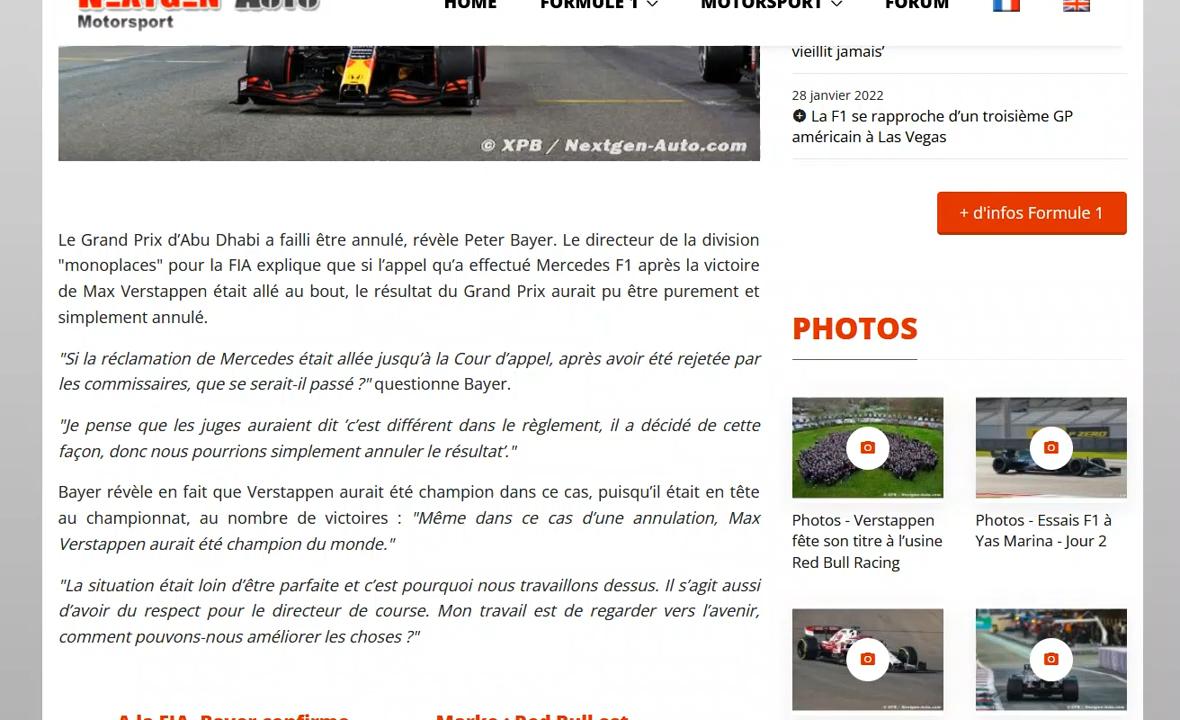 NEXTGEN AUTO
Motorsport
HOME
FORMULE 1
MOTORSPORT
FORUM
© XPB / Nextgen-Auto.com
Le Grand Prix d’Abu Dhabi a failli être annulé, révèle Peter Bayer. Le directeur de la division
"monoplaces" pour la FIA explique que si l’appel qu’a effectué Mercedes F1 après la victoire
de Max Verstappen était allé au bout, le résultat du Grand Prix aurait pu être purement et
simplement annulé.
"Si la réclamation de Mercedes était allée jusqu’à la Cour d’appel, après avoir été rejetée par
les commissaires, que se serait-il passé ?" questionne Bayer.
"Je pense que les juges auraient dit ‘c’est différent dans le règlement, il a décidé de cette
façon, donc nous pourrions simplement annuler le résultat’."
Bayer révèle en fait que Verstappen aurait été champion dans ce cas, puisqu’il était en tête
au championnat, au nombre de victoires : "Même dans ce cas d’une annulation, Max
Verstappen aurait été champion du monde."
"La situation était loin d’être parfaite et c’est pourquoi nous travaillons dessus. Il s’agit aussi
d’avoir du respect pour le directeur de course. Mon travail est de regarder vers l’avenir,
comment pouvons-nous améliorer les choses ?"
A la FIA, Bayer confirme
Marko : Red Bull est
vieillit jamais’
28 janvier 2022
La F1 se rapproche d’un troisième GP
américain à Las Vegas
+ d'infos Formule 1
PHOTOS
Photos - Verstappen
fête son titre à l’usine
Red Bull Racing
Photos - Essais F1 à
Yas Marina - Jour 2